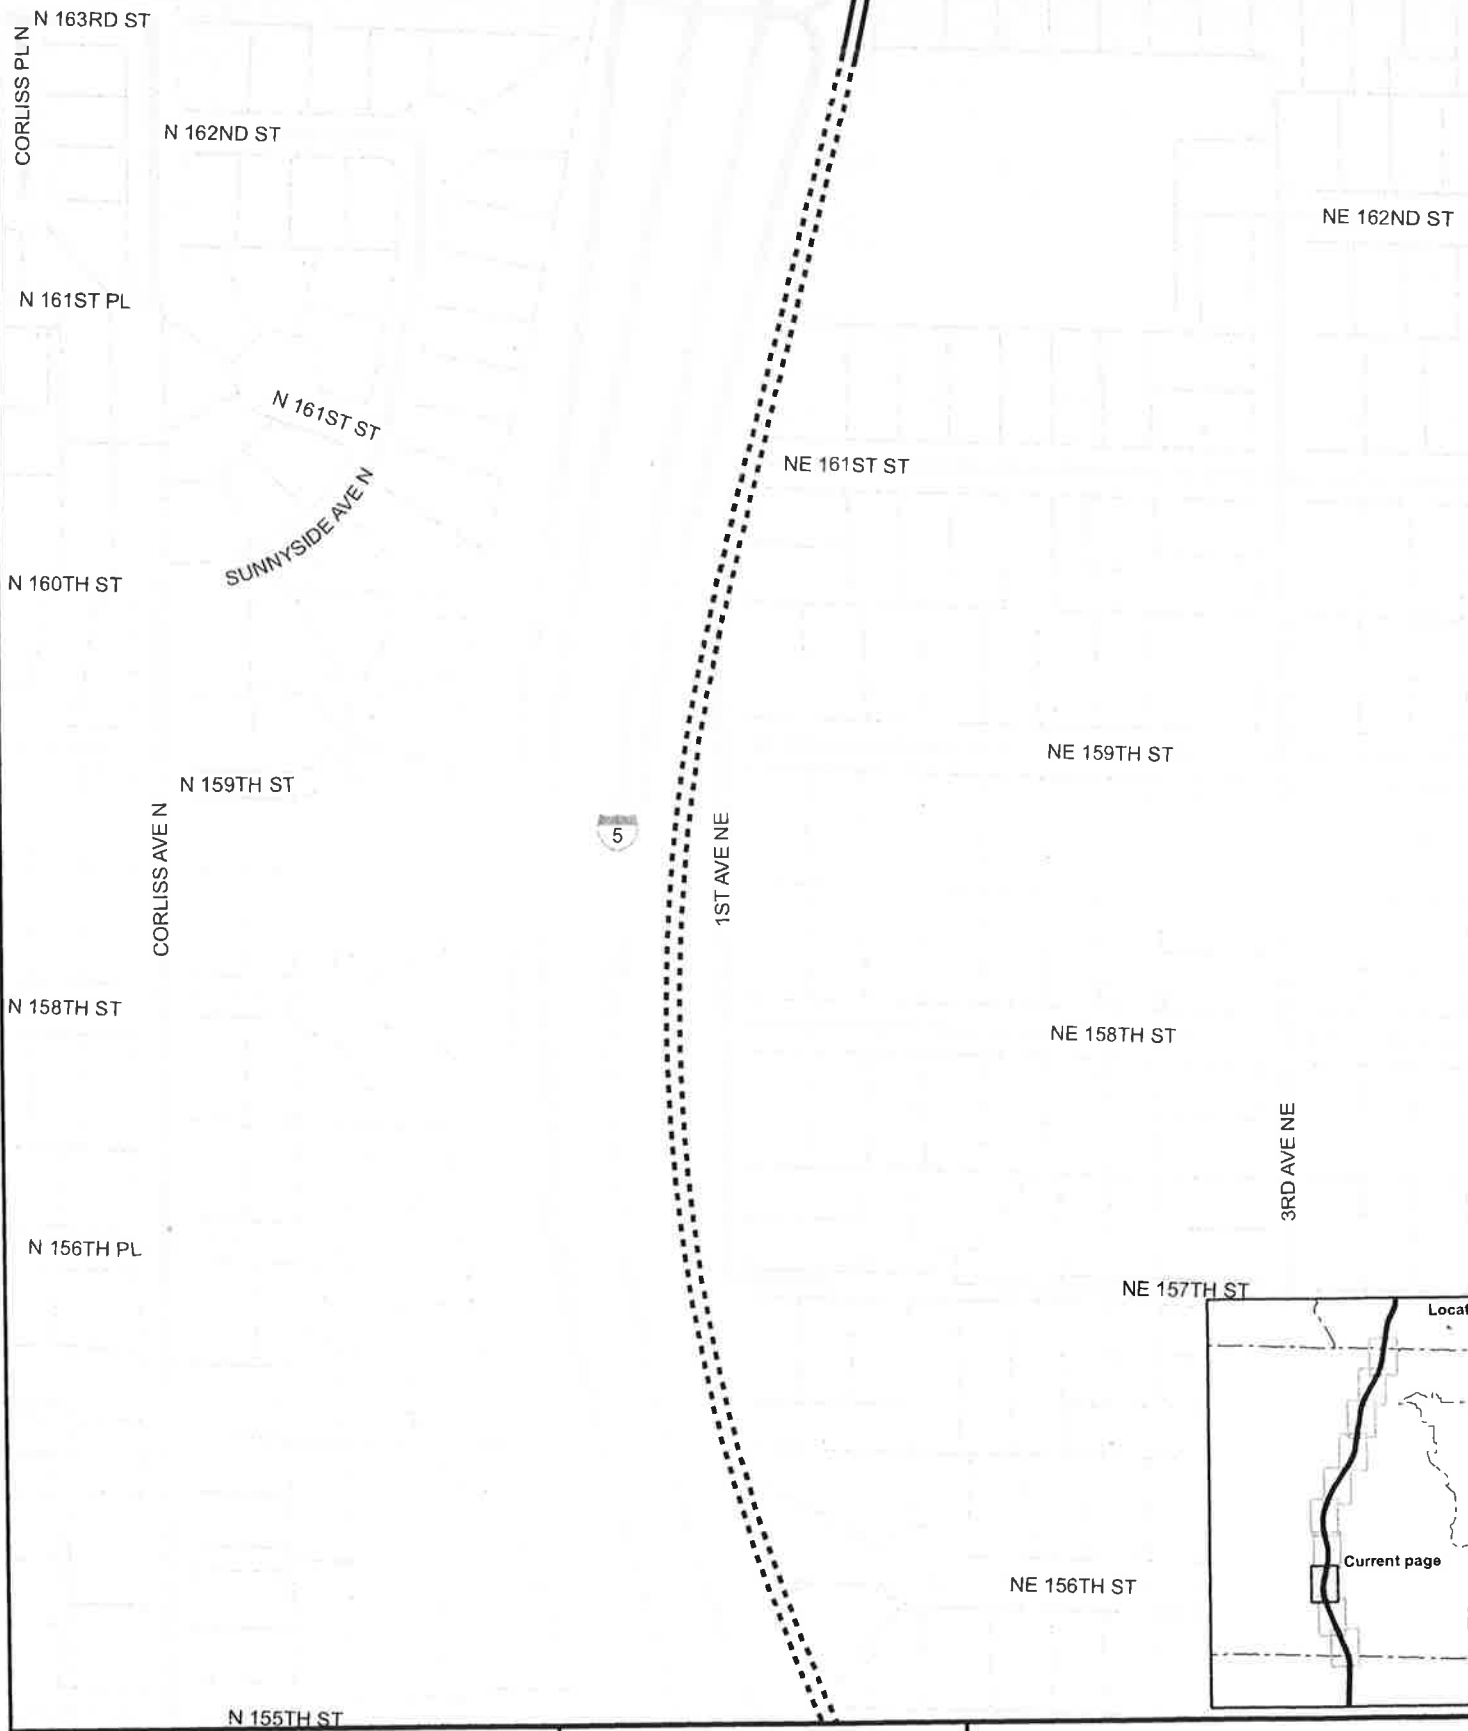 N 163RD ST
CORLISS PL N
N 162ND ST
NE 162ND ST
N 161ST PL
N 161ST ST
NE 161ST ST
SUNNYSIDE AVE N
N 160TH ST
NE 159TH ST
N 159TH ST
5
CORLISS AVE N
1ST AVE NE
N 158TH ST
NE 158TH ST
3RD AVE NE
N 156TH PL
NE 157TH ST
Locat
Current page
NE 156TH ST
N 155TH ST